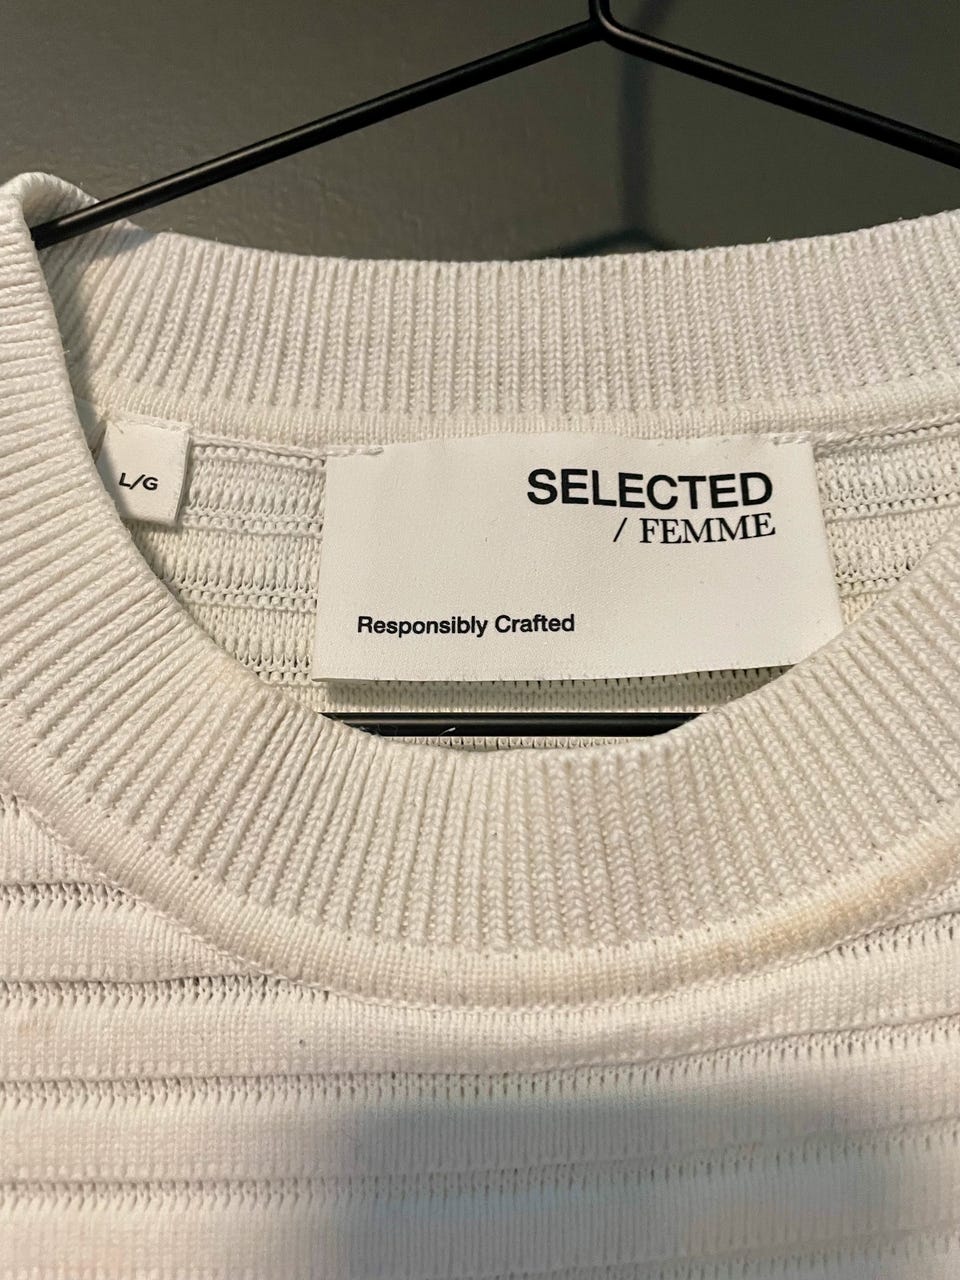 L/G
SELECTED
/ FEMME
Responsibly Crafted